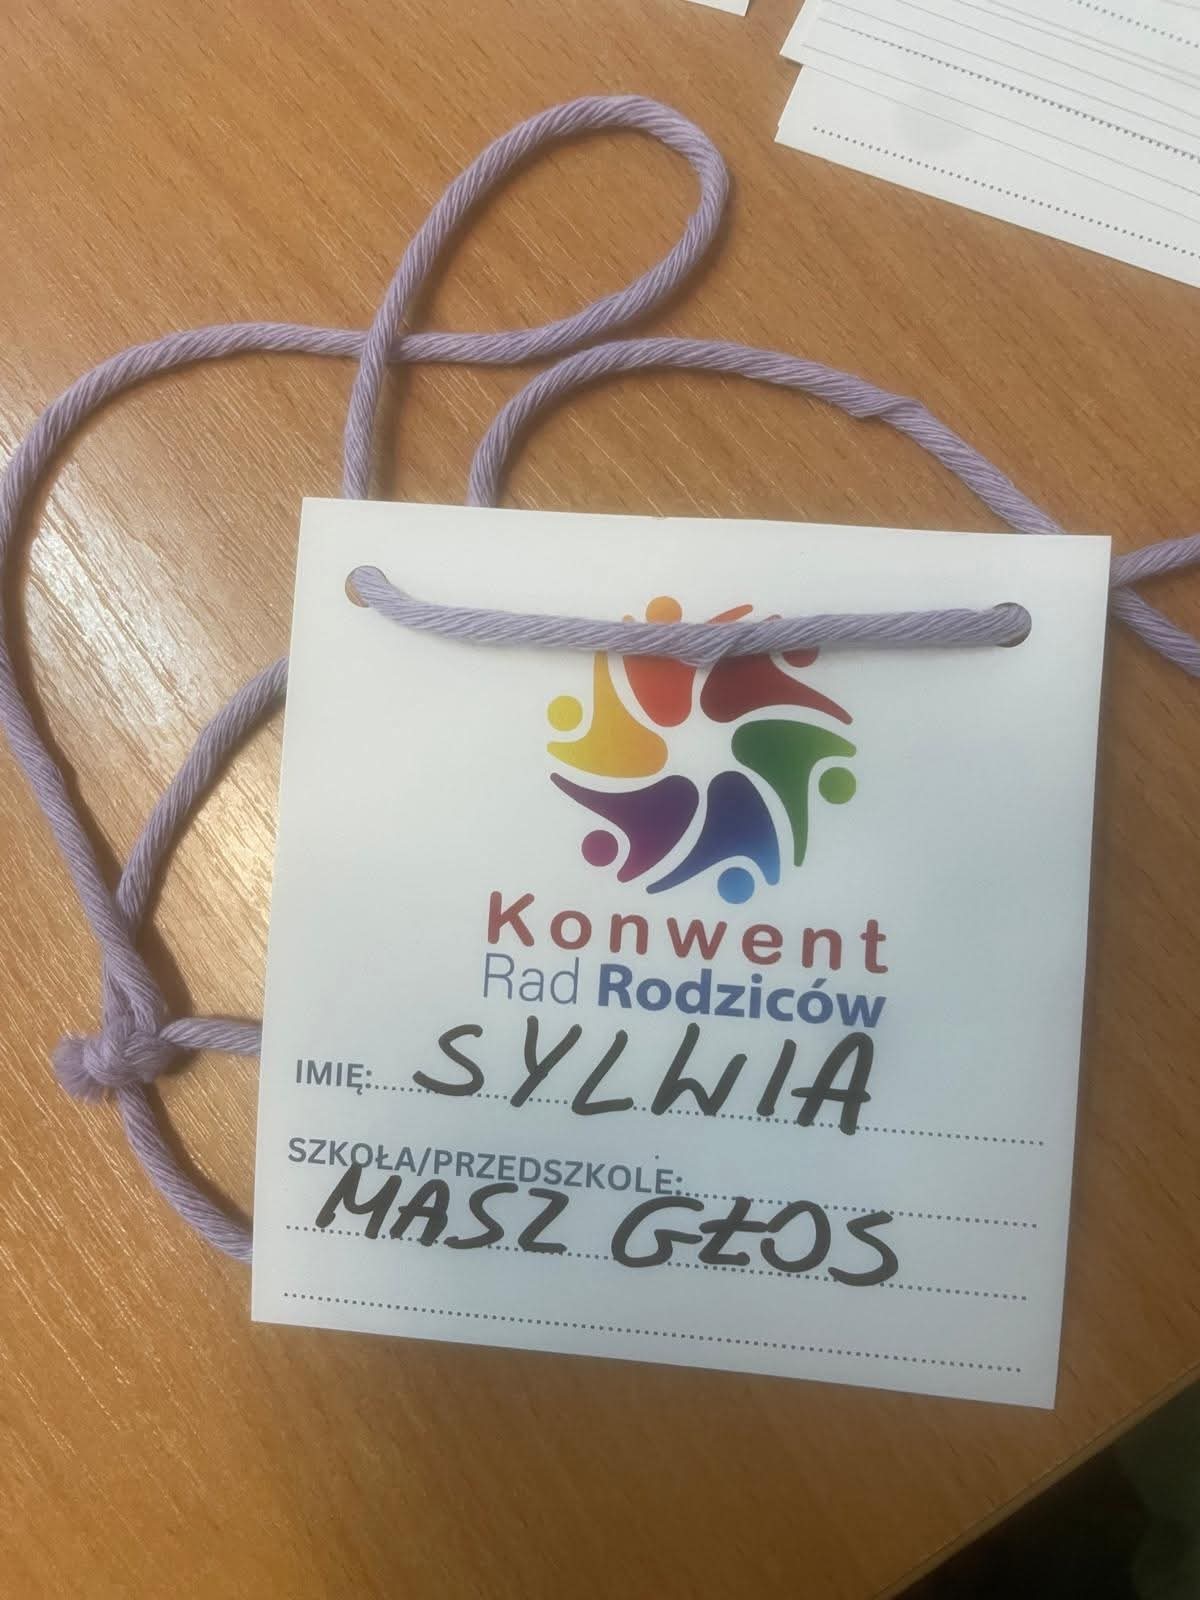 Konwent
Rad Rodziców
IMIĘ: SYLWIA
SZKOŁA/PRZEDSZKOLE:
MASZ GŁOS